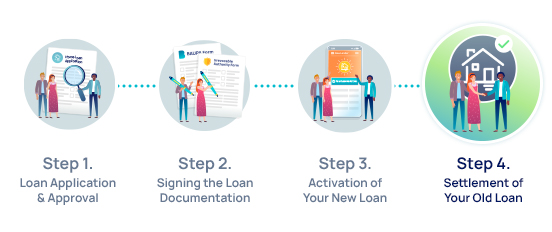 Step 1.
Loan Application
& Approval
Step 2.
Signing the Loan
Documentation
Step 3.
Activation of
Your New Loan
Step 4.
Settlement of
Your Old Loan